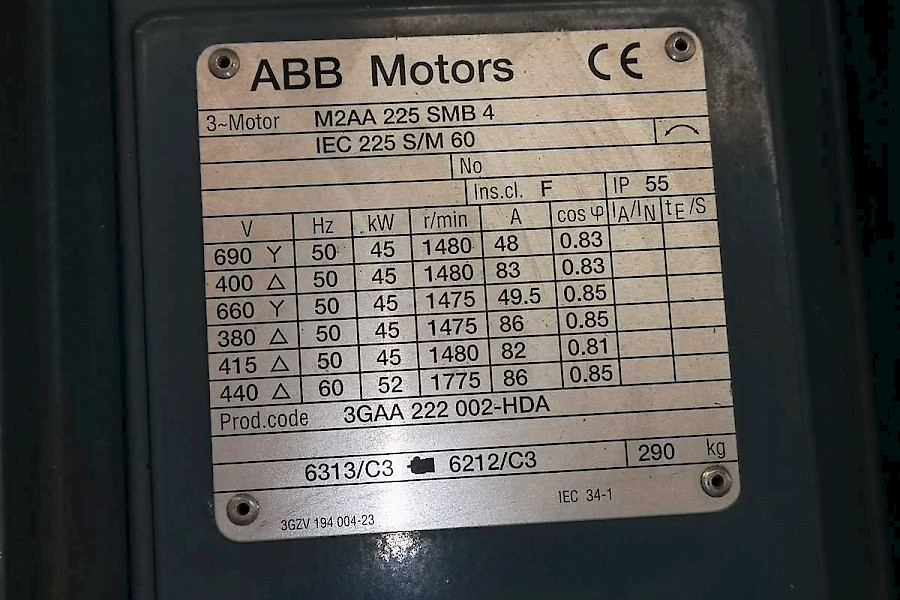 ABB Motors CE
3~Motor M2AA 225 SMB 4
IEC 225 S/M 60
No
Ins.cl. F IP 55
V Hz kW r/min A cos φ IA/IN tE/S
690 Y 50 45 1480 48 0.83
400 △ 50 45 1480 83 0.83
660 Y 50 45 1475 49.5 0.85
380 △ 50 45 1475 86 0.85
415 △ 50 45 1480 82 0.81
440 △ 60 52 1775 86 0.85
Prod.code 3GAA 222 002-HDA
6313/C3 6212/C3 290 kg
3GZV 194 004-23 IEC 34-1